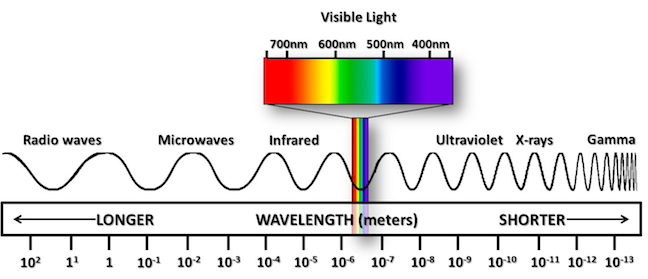 Visible Light
700nm 600nm 500nm 400nm
Radio waves Microwaves Infrared Ultraviolet X-rays Gamma
LONGER WAVELENGTH (meters) SHORTER
10² 1¹ 1 10⁻¹ 10⁻² 10⁻³ 10⁻⁴ 10⁻⁵ 10⁻⁶ 10⁻⁷ 10⁻⁸ 10⁻⁹ 10⁻¹⁰ 10⁻¹¹ 10⁻¹² 10⁻¹³